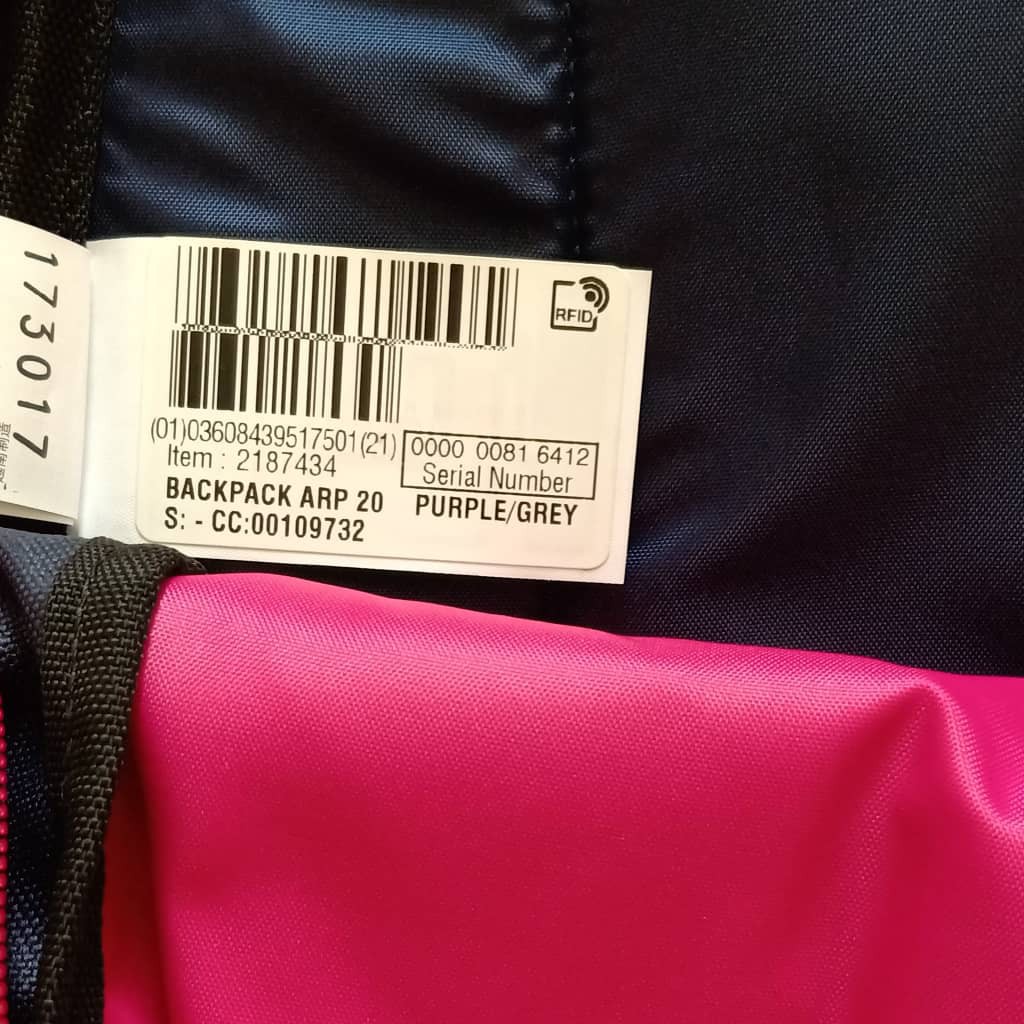 RFID
(01)03608439517501(21)
0000 0081 6412
Item : 2187434
Serial Number
BACKPACK ARP 20
PURPLE/GREY
S: - CC:00109732
173017